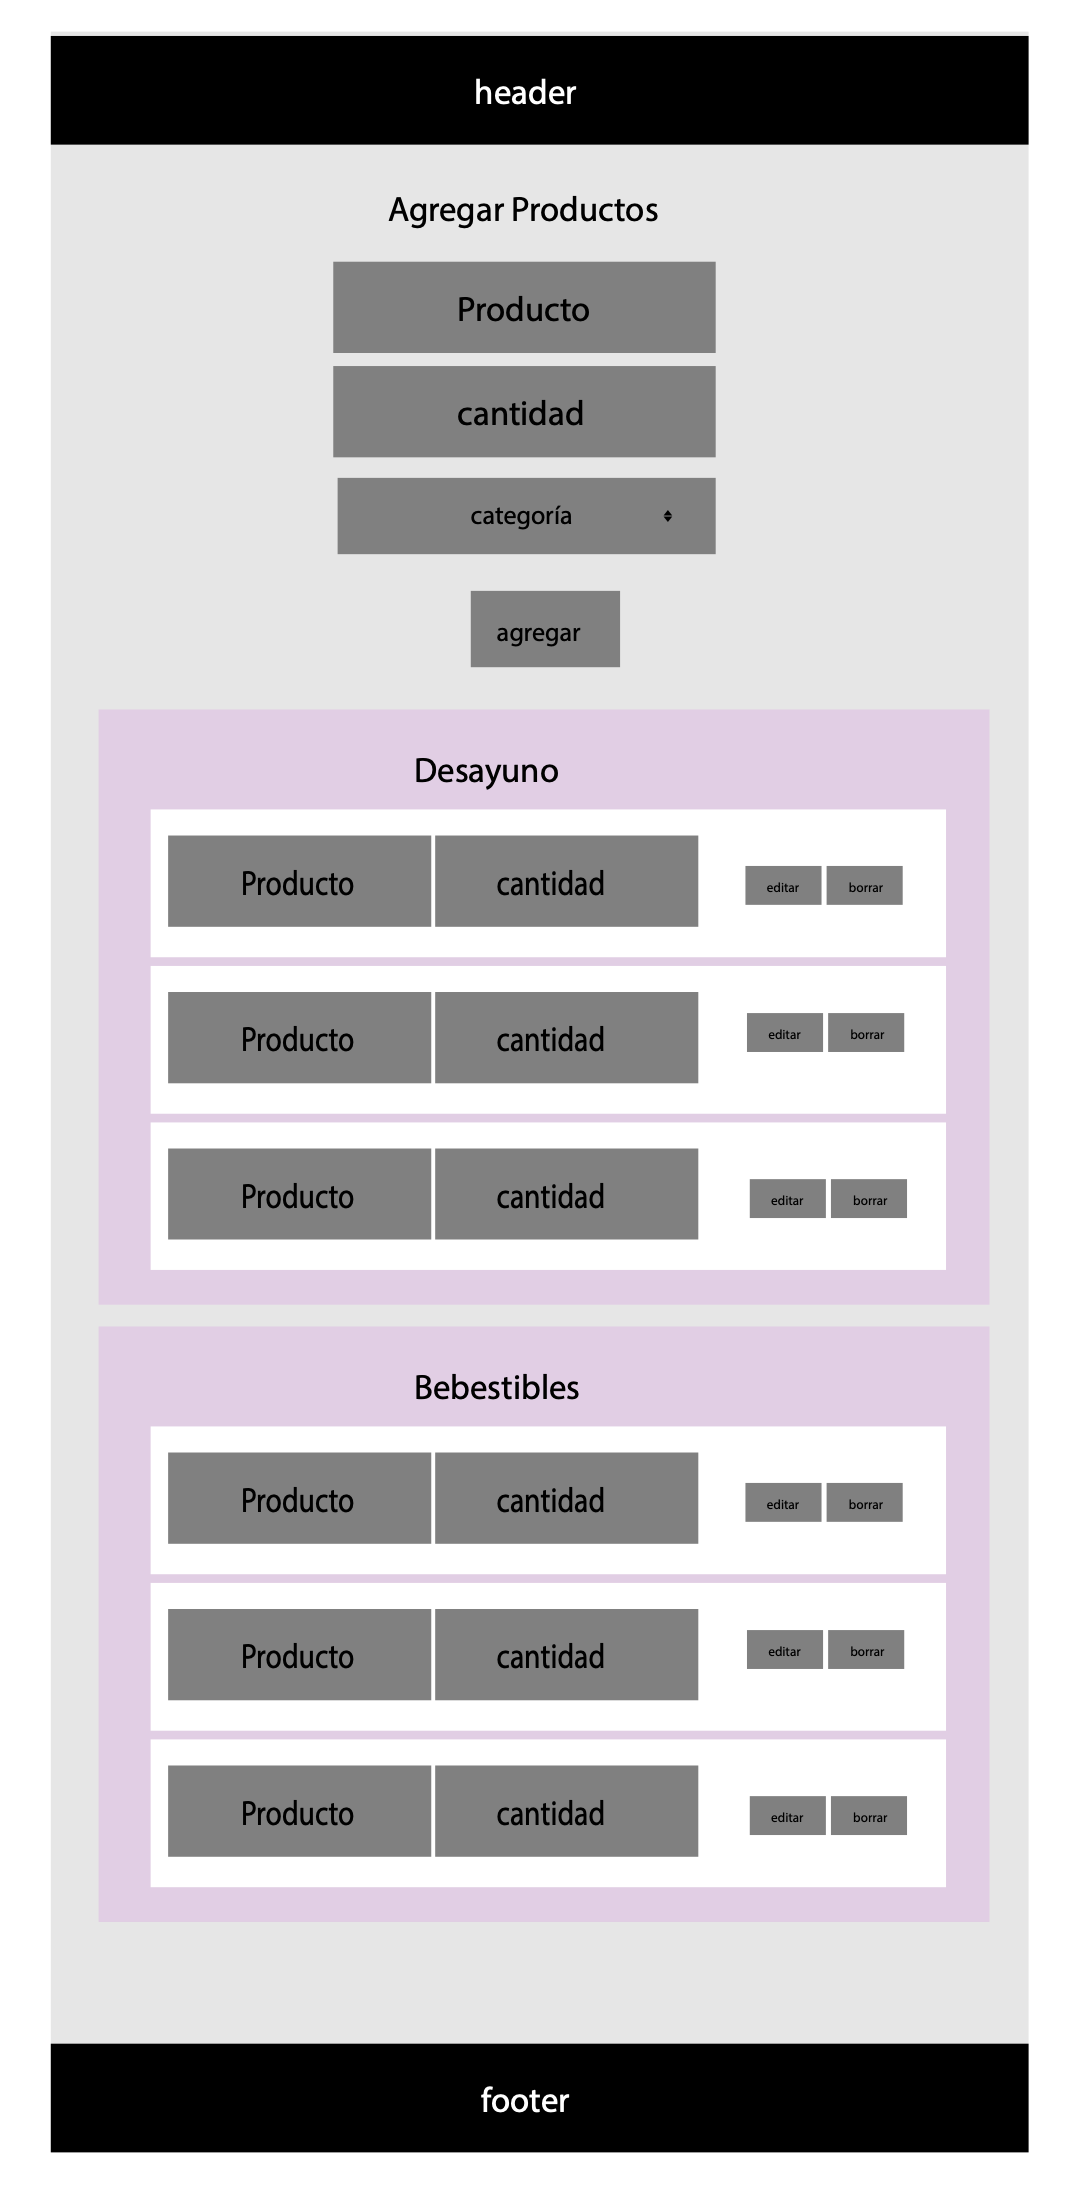 header
Agregar Productos
Producto
cantidad
categoría
agregar
Desayuno
Producto cantidad editar borrar
Producto cantidad editar borrar
Producto cantidad editar borrar
Bebestibles
Producto cantidad editar borrar
Producto cantidad editar borrar
Producto cantidad editar borrar
footer